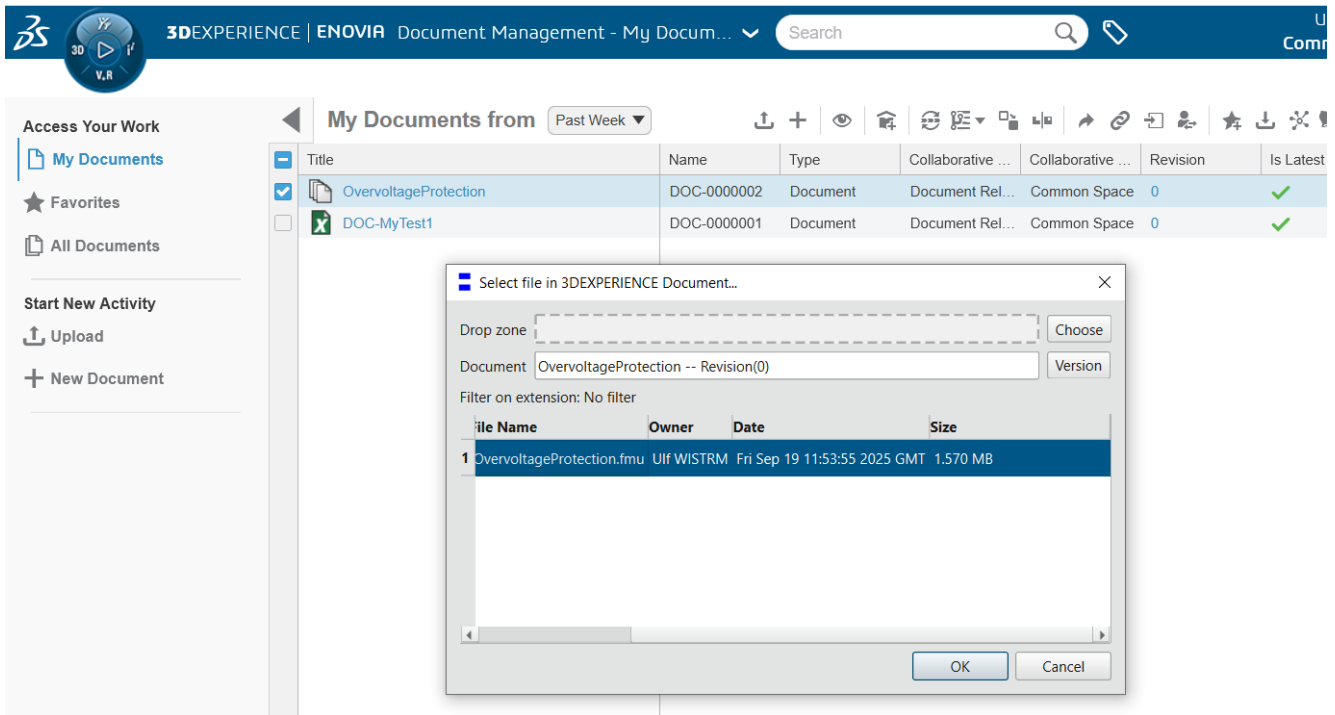 3DEXPERIENCE | ENOVIA Document Management - My Docum... Search
3D V.R
Comm
Access Your Work
My Documents
Favorites
All Documents
Start New Activity
Upload
New Document
My Documents from Past Week
Title Name Type Collaborative ... Collaborative ... Revision Is Latest
OvervoltageProtection DOC-0000002 Document Document Rel... Common Space 0
DOC-MyTest1 DOC-0000001 Document Document Rel... Common Space 0
Select file in 3DEXPERIENCE Document...
Drop zone Choose
Document OvervoltageProtection -- Revision(0) Version
Filter on extension: No filter
File Name Owner Date Size
1 OvervoltageProtection.fmu Ulf WISTRM Fri Sep 19 11:53:55 2025 GMT 1.570 MB
OK Cancel